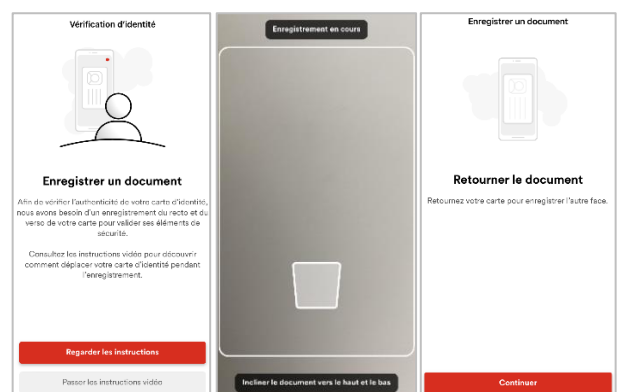 Vérification d'identité
Enregistrer un document
Afin de vérifier l'authenticité de votre carte d'identité,
nous avons besoin d'un enregistrement du recto et du
verso de votre carte pour valider ses éléments de
sécurité.
Consultez les instructions vidéo pour découvrir
comment déplacer votre carte d'identité pendant
l'enregistrement.
Regarder les instructions
Passer les instructions vidéo
Enregistrement en cours
Incliner le document vers le haut et le bas
Enregistrer un document
Retourner le document
Retournez votre carte pour enregistrer l'autre face.
Continuer